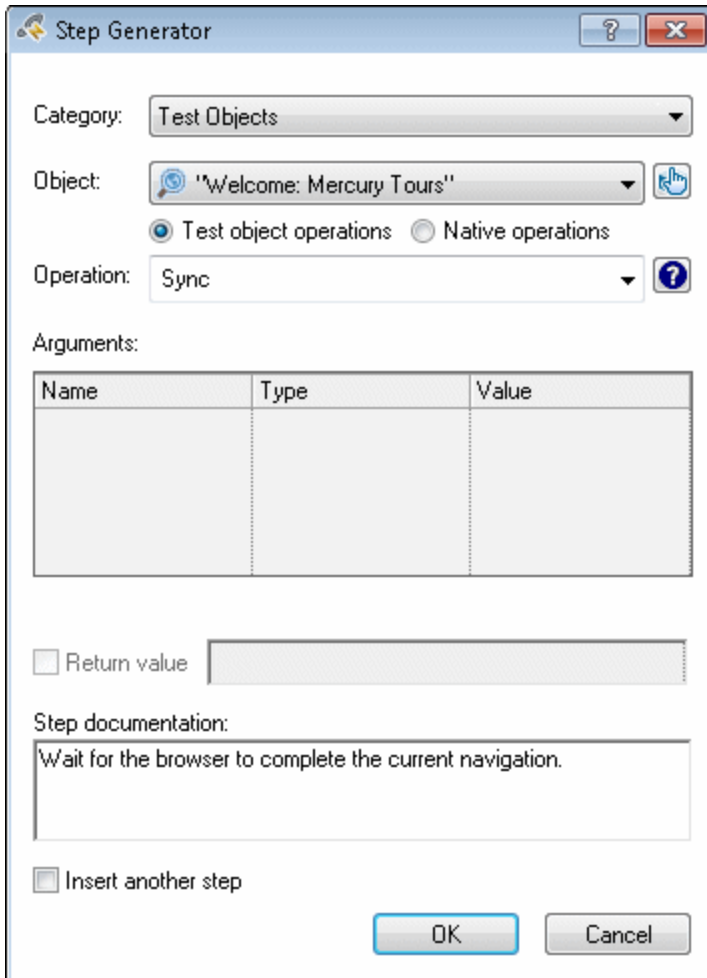 Step Generator
?
Category: Test Objects
Object: "Welcome: Mercury Tours"
Test object operations Native operations
Operation: Sync ?
Arguments:
Name Type Value
Return value
Step documentation:
Wait for the browser to complete the current navigation.
Insert another step
OK Cancel